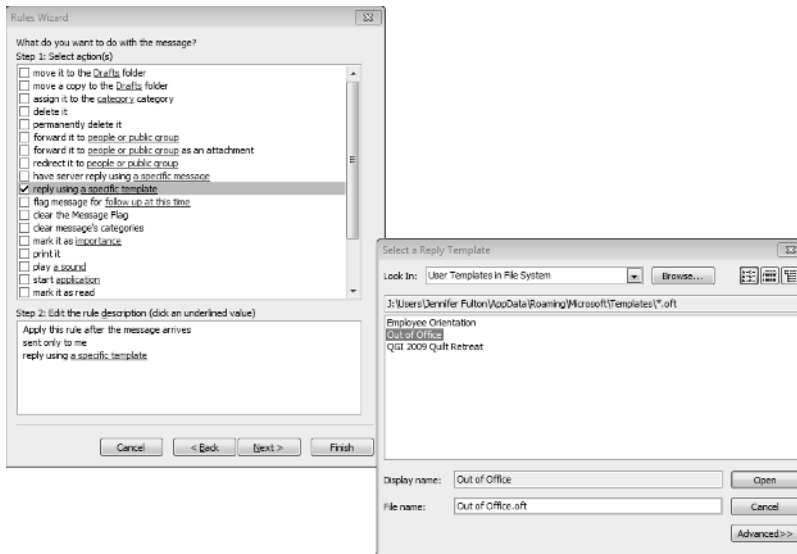 Rules Wizard
What do you want to do with the message?
Step 1: Select action(s)
move it to the Drafts folder
move a copy to the Drafts folder
assign it to the category category
delete it
permanently delete it
forward it to people or public group
forward it to people or public group as an attachment
redirect it to people or public group
have server reply using a specific message
reply using a specific template
flag message for follow up at this time
clear the Message Flag
clear message's categories
mark it as importance
print it
play a sound
start application
mark it as read
Step 2: Edit the rule description (click an underlined value)
Apply this rule after the message arrives
sent only to me
reply using a specific template
Cancel
< Back
Next >
Finish
Select a Reply Template
Look In:
User Templates in File System
Browse...
J:\Users\Jennifer Fulton\AppData\Roaming\Microsoft\Templates\*.oft
Employee Orientation
Out of Office
QGI 2009 Quilt Retreat
Display name:
Out of Office
Open
File name:
Out of Office.oft
Cancel
Advanced>>